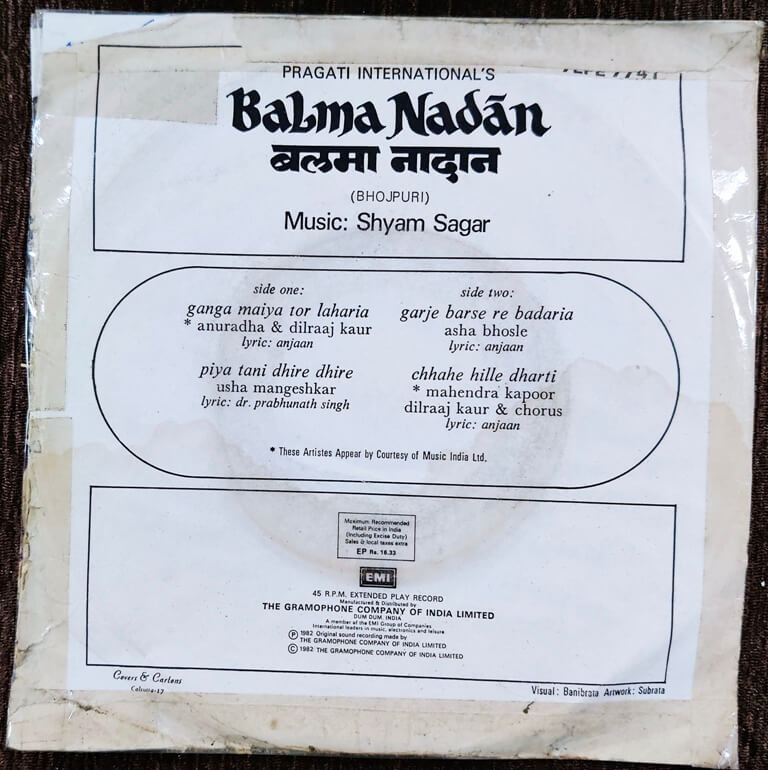 PRAGATI INTERNATIONAL'S
Balma Nadān
बलमा नादान
(BHOJPURI)
Music: Shyam Sagar
side one:
ganga maiya tor laharia
* anuradha & dilraaj kaur
lyric: anjaan
piya tani dhire dhire
usha mangeshkar
lyric: dr. prabhunath singh
side two:
garje barse re badaria
asha bhosle
lyric: anjaan
chhahe hille dharti
* mahendra kapoor
dilraaj kaur & chorus
lyric: anjaan
* These Artistes Appear by Courtesy of Music India Ltd.
Maximum Recommended
Retail Price in India
(Including Excise Duty)
Sales & local taxes extra
EP Rs. 16.33
EMI
45 R.P.M. EXTENDED PLAY RECORD
Manufactured & Distributed by
THE GRAMOPHONE COMPANY OF INDIA LIMITED
DUM DUM, INDIA
A member of the EMI Group of Companies
International leaders in music, electronics and leisure
Ⓟ 1982 Original sound recording made by
THE GRAMOPHONE COMPANY OF INDIA LIMITED
Ⓒ 1982 THE GRAMOPHONE COMPANY OF INDIA LIMITED
Covers & Cartons
Calcutta-17
Visual: Banibrata Artwork: Subrata